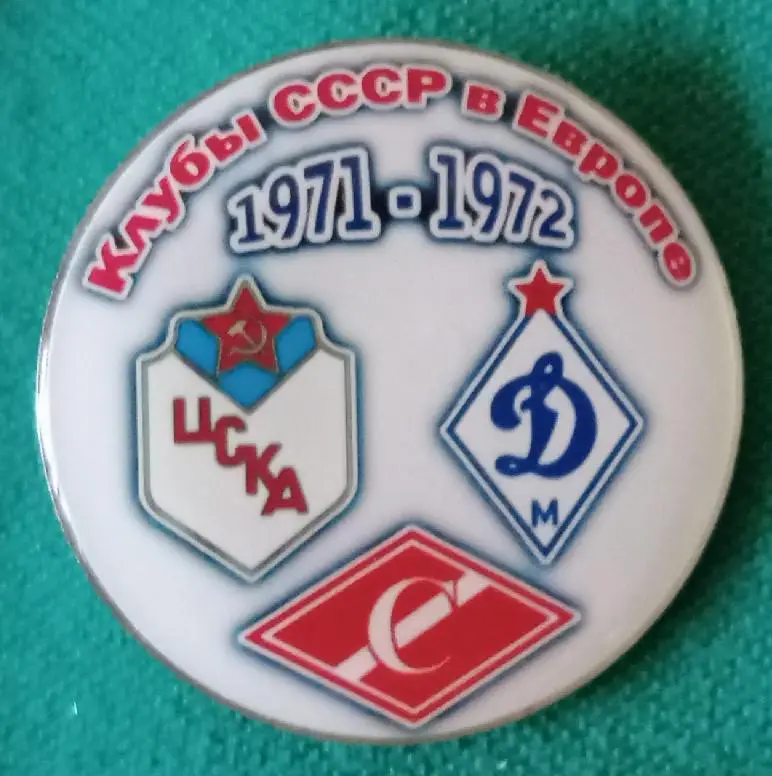 Клубы СССР в Европе
1971 - 1972
ЦСКА
Д
М
С